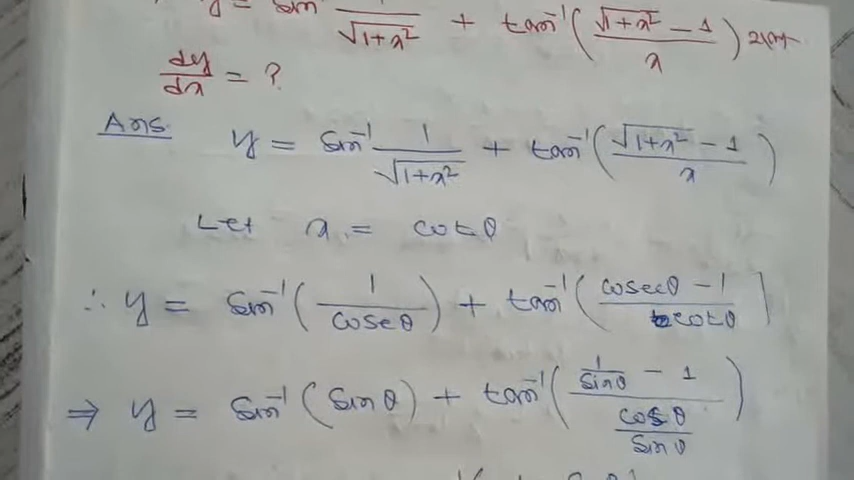 y = sin⁻¹ 1/√(1+x²) + tan⁻¹((√(1+x²) - 1)/x)
dy/dx = ?
Ans. y = sin⁻¹ 1/√(1+x²) + tan⁻¹((√(1+x²) - 1)/x)
Let x = cotθ
∴ y = sin⁻¹(1/cosecθ) + tan⁻¹((cosecθ - 1)/cotθ)
⇒ y = sin⁻¹(sinθ) + tan⁻¹((1/sinθ - 1)/(cosθ/sinθ))